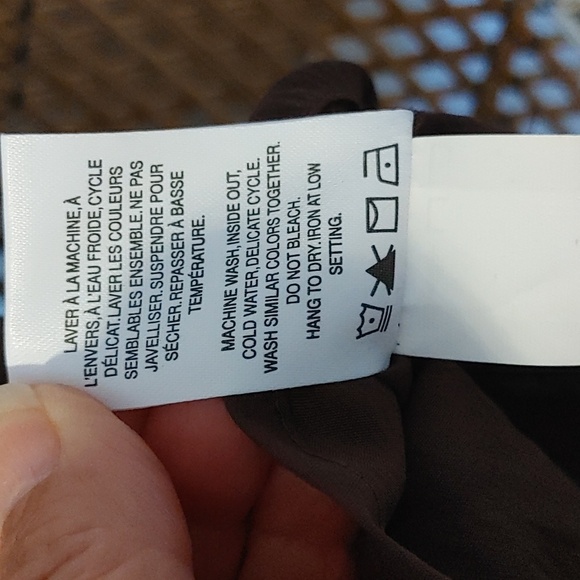 LAVER À LA MACHINE,À
L'ENVERS,À L'EAU FROIDE,CYCLE
DÉLICAT.LAVER LES COULEURS
SEMBLABLES ENSEMBLE.NE PAS
JAVELLISER.SUSPENDRE POUR
SÉCHER.REPASSER À BASSE
TEMPÉRATURE.
MACHINE WASH,INSIDE OUT,
COLD WATER,DELICATE CYCLE.
WASH SIMILAR COLORS TOGETHER.
DO NOT BLEACH.
HANG TO DRY.IRON AT LOW
SETTING.